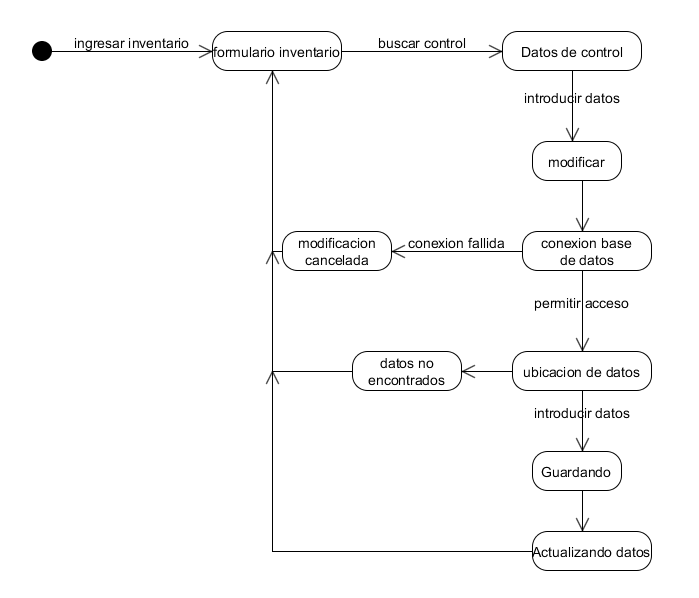 ingresar inventario
formulario inventario
buscar control
Datos de control
introducir datos
modificar
modificacion
cancelada
conexion fallida
conexion base
de datos
permitir acceso
datos no
encontrados
ubicacion de datos
introducir datos
Guardando
Actualizando datos